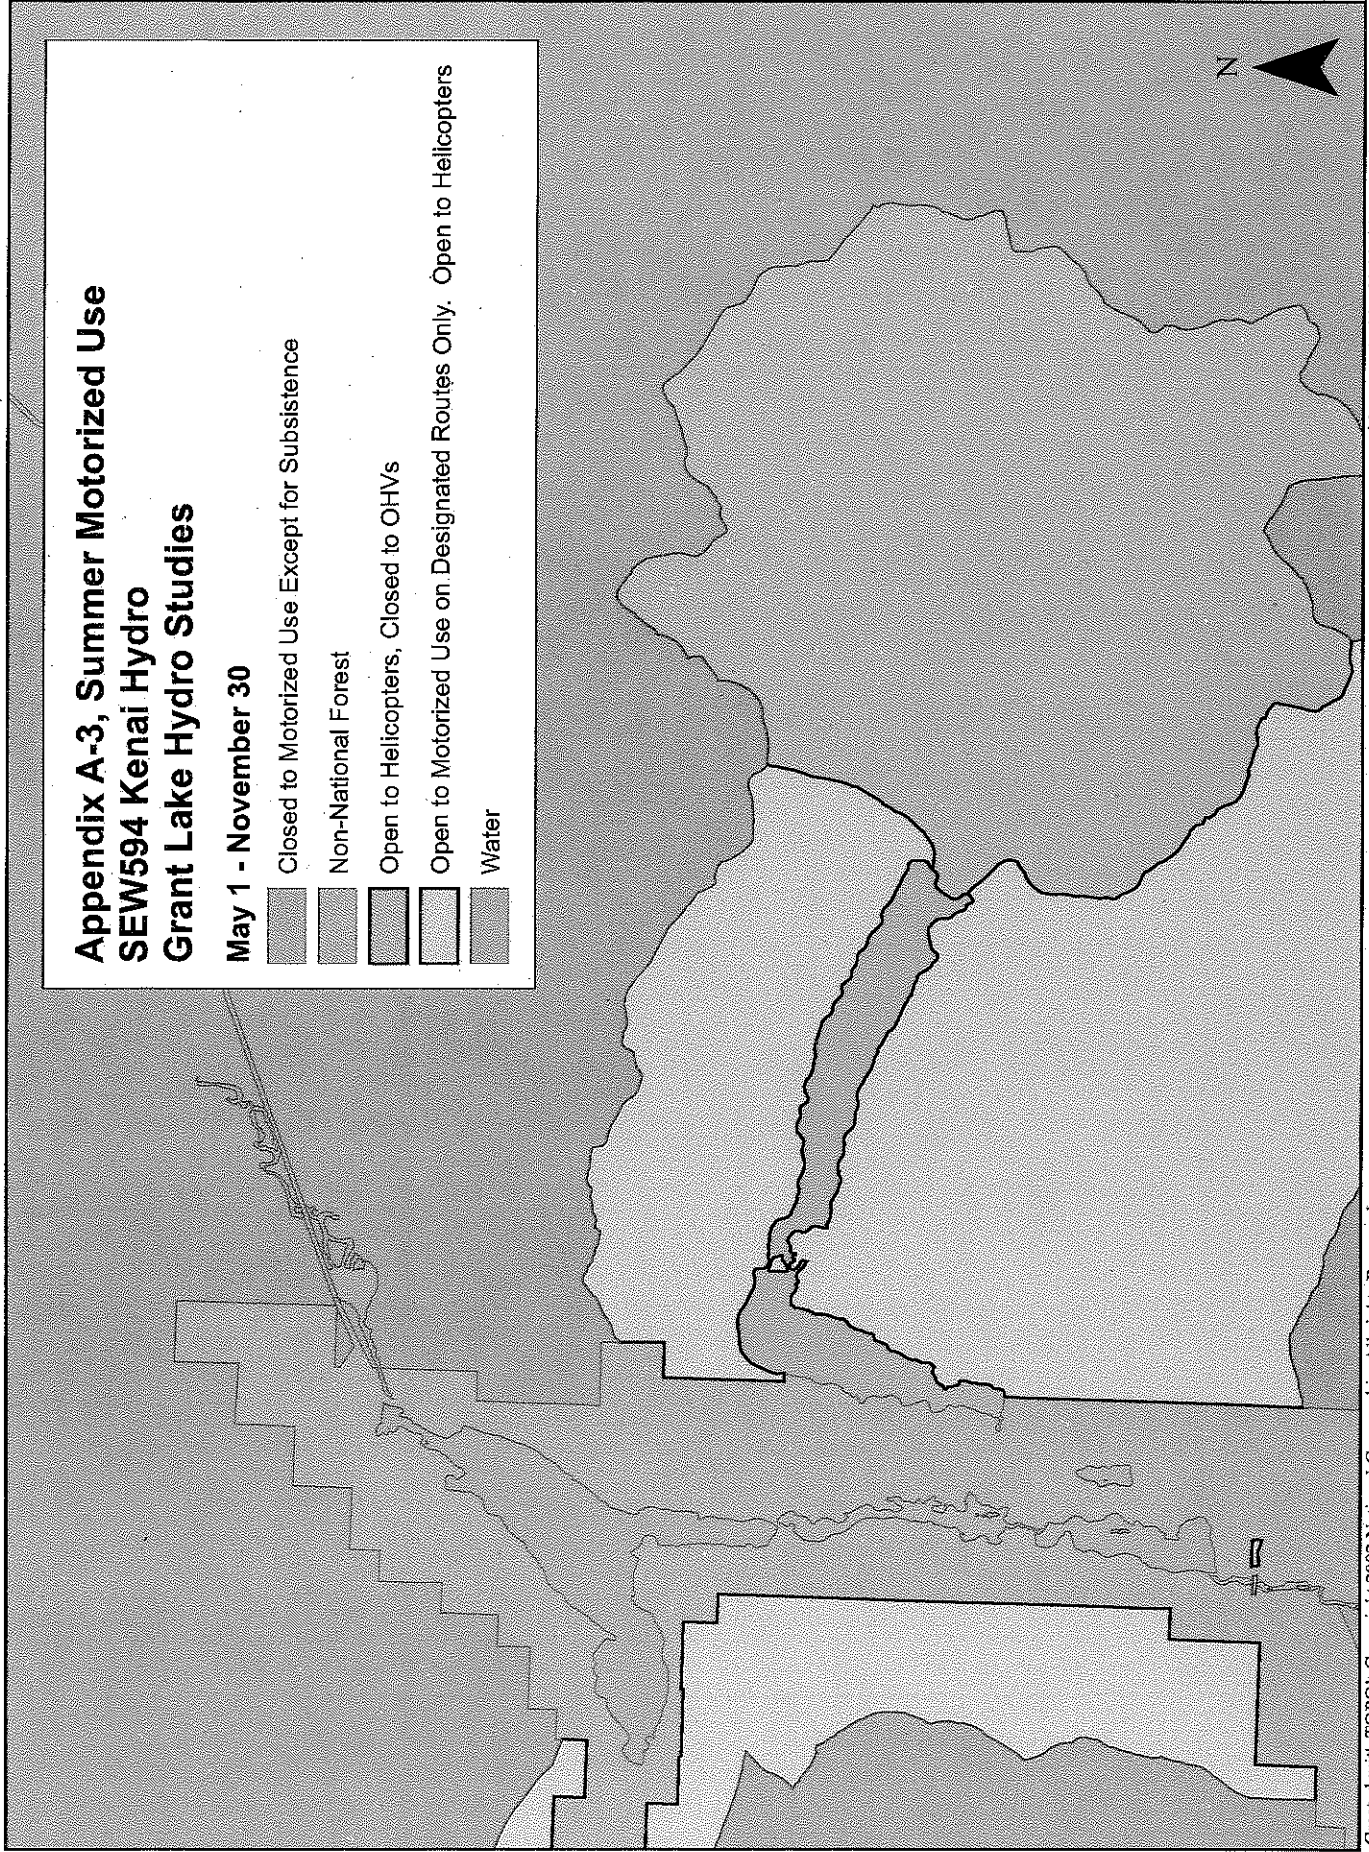 Appendix A-3, Summer Motorized Use
SEW594 Kenai Hydro
Grant Lake Hydro Studies
May 1 - November 30
Closed to Motorized Use Except for Subsistence
Non-National Forest
Open to Helicopters, Closed to OHVs
Open to Motorized Use on Designated Routes Only. Open to Helicopters
Water
N